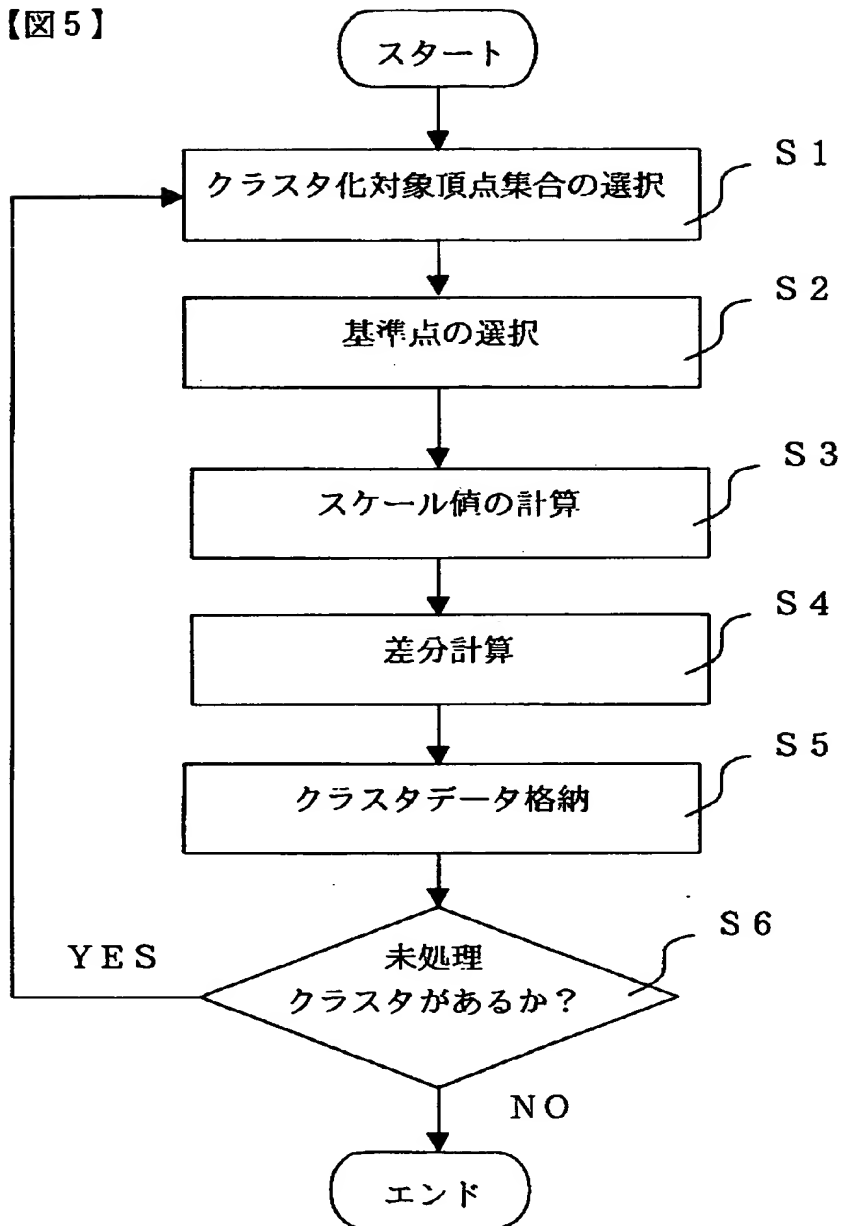 【図5】
スタート
S1
クラスタ化対象頂点集合の選択
S2
基準点の選択
S3
スケール値の計算
S4
差分計算
S5
クラスタデータ格納
S6
YES
未処理
クラスタがあるか?
NO
エンド